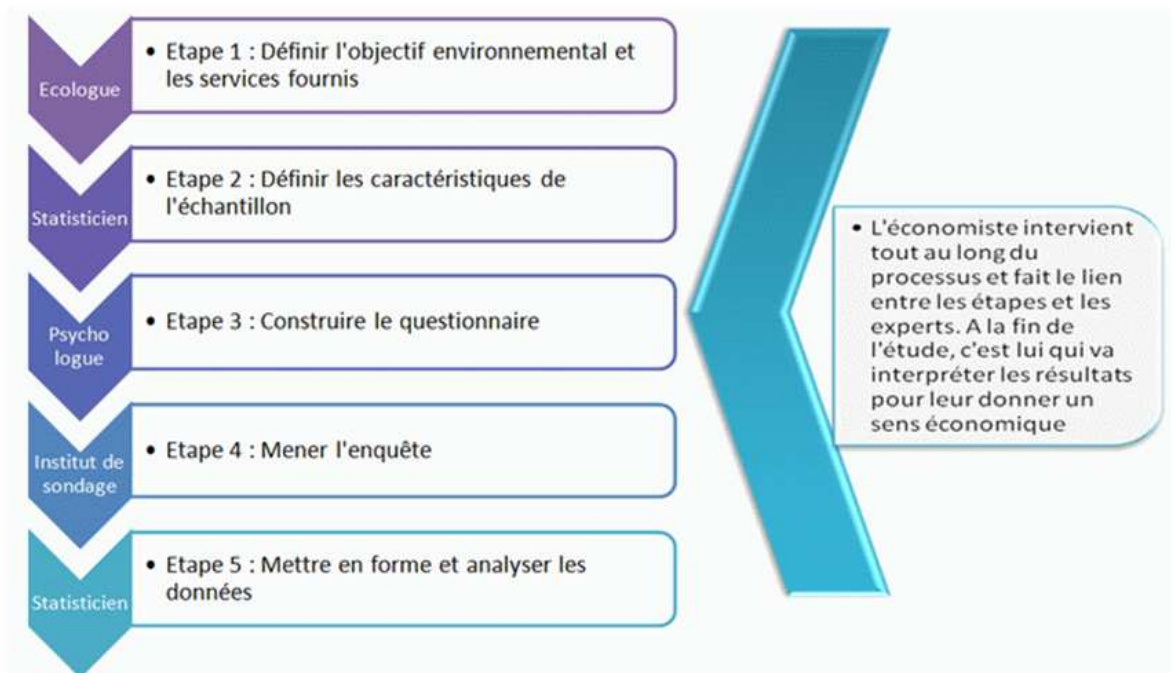 Ecologue
• Etape 1 : Définir l'objectif environnemental et
les services fournis
Statisticien
• Etape 2 : Définir les caractéristiques de
l'échantillon
Psycho
logue
• Etape 3 : Construire le questionnaire
Institut de
sondage
• Etape 4 : Mener l'enquête
Statisticien
• Etape 5 : Mettre en forme et analyser les
données
• L'économiste intervient
tout au long du
processus et fait le lien
entre les étapes et les
experts. A la fin de
l'étude, c'est lui qui va
interpréter les résultats
pour leur donner un
sens économique